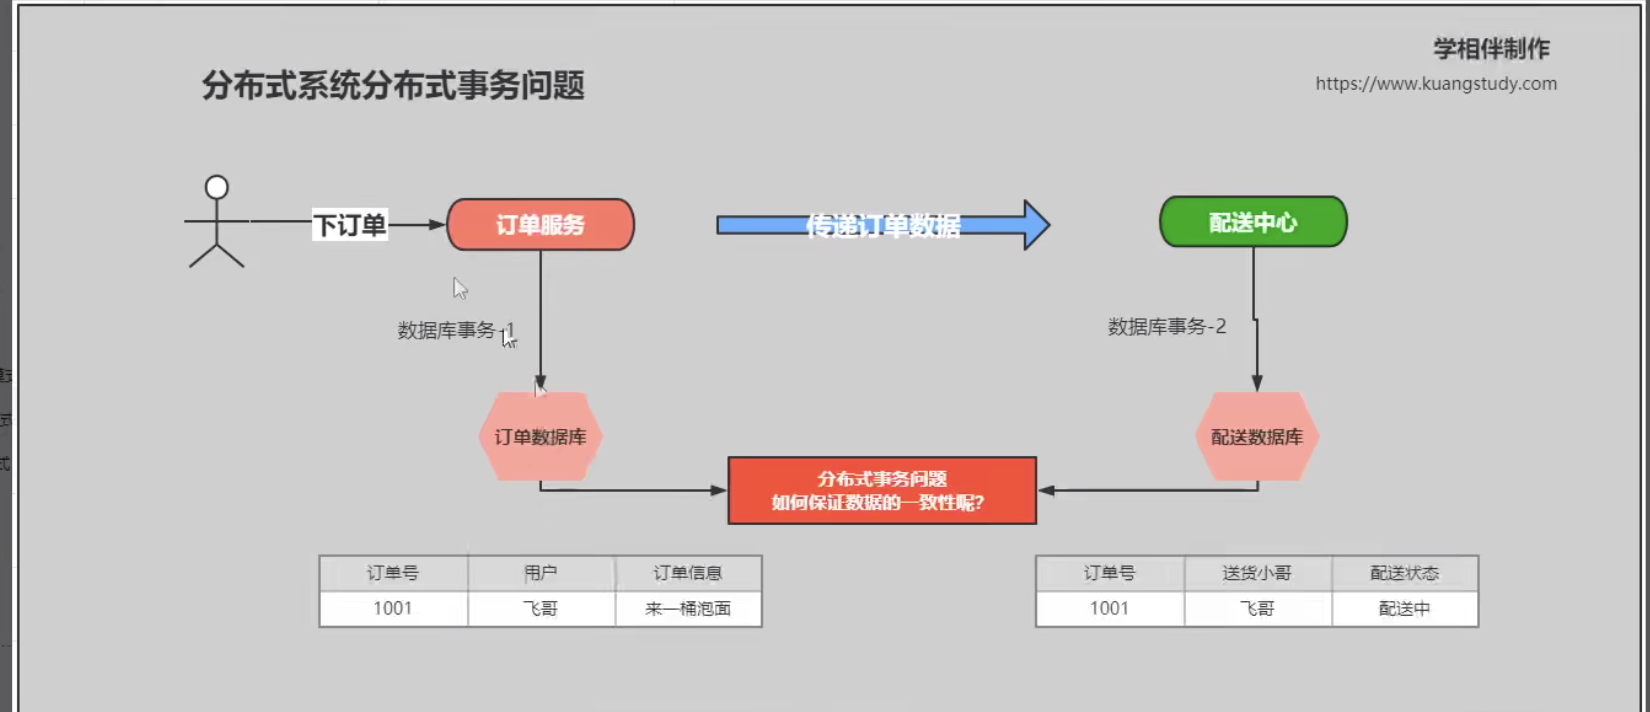 学相伴制作
https://www.kuangstudy.com
分布式系统分布式事务问题
下订单
订单服务
传递订单数据
配送中心
数据库事务-1
数据库事务-2
订单数据库
配送数据库
分布式事务问题
如何保证数据的一致性呢？
订单号 用户 订单信息
1001 飞哥 来一桶泡面
订单号 送货小哥 配送状态
1001 飞哥 配送中